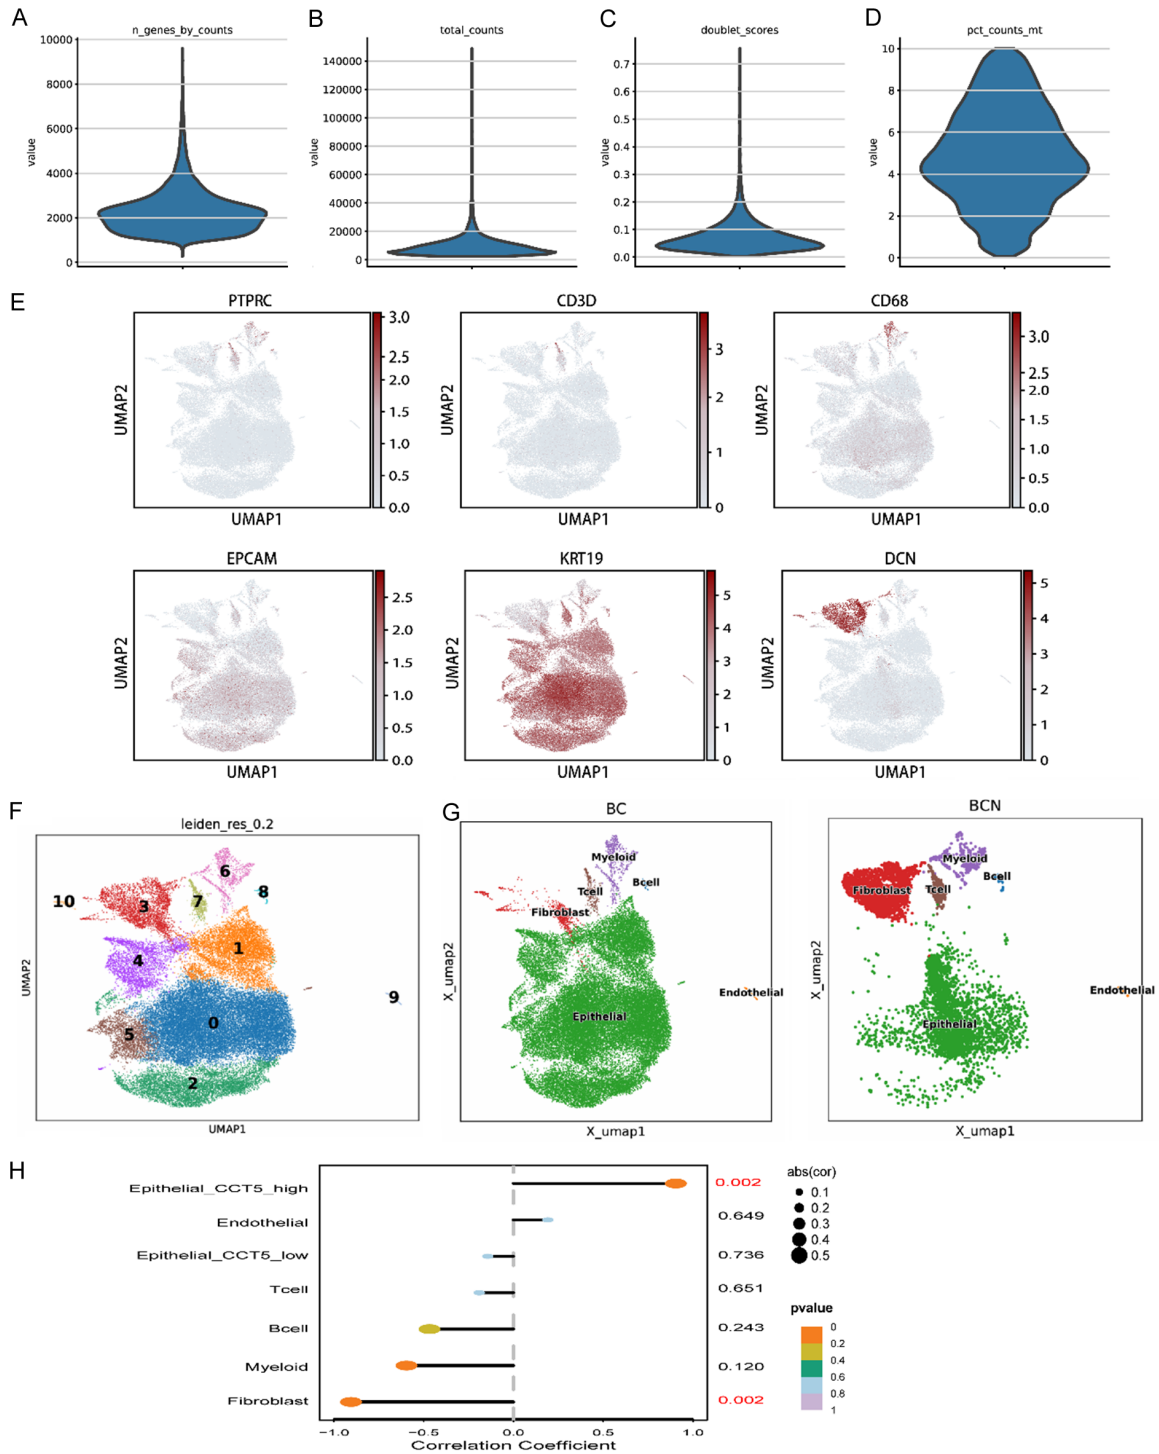 A
B
C
D
n_genes_by_counts
total_counts
doublet_scores
pct_counts_mt
value
10000
8000
6000
4000
2000
0
value
140000
120000
100000
80000
60000
40000
20000
0
value
0.7
0.6
0.5
0.4
0.3
0.2
0.1
0.0
value
10
8
6
4
2
0
E
PTPRC
UMAP2
UMAP1
3.0
2.5
2.0
1.5
1.0
0.5
0.0
CD3D
UMAP2
UMAP1
3
2
1
0
CD68
UMAP2
UMAP1
3.0
2.5
2.0
1.5
1.0
0.5
0.0
EPCAM
UMAP2
UMAP1
2.5
2.0
1.5
1.0
0.5
0.0
KRT19
UMAP2
UMAP1
5
4
3
2
1
0
DCN
UMAP2
UMAP1
5
4
3
2
1
0
F
leiden_res_0.2
UMAP2
UMAP1
6
8
10
3
7
1
4
9
0
5
2
G
BC
X_umap2
X_umap1
Myeloid
Tcell
Bcell
Fibroblast
Endothelial
Epithelial
BCN
X_umap2
X_umap1
Myeloid
Bcell
Fibroblast
Tcell
Endothelial
Epithelial
H
Epithelial_CCT5_high 0.002
Endothelial 0.649
Epithelial_CCT5_low 0.736
Tcell 0.651
Bcell 0.243
Myeloid 0.120
Fibroblast 0.002
−1.0 −0.5 0.0 0.5 1.0
Correlation Coefficient
abs(cor)
0.1
0.2
0.3
0.4
0.5
pvalue
0
0.2
0.4
0.6
0.8
1